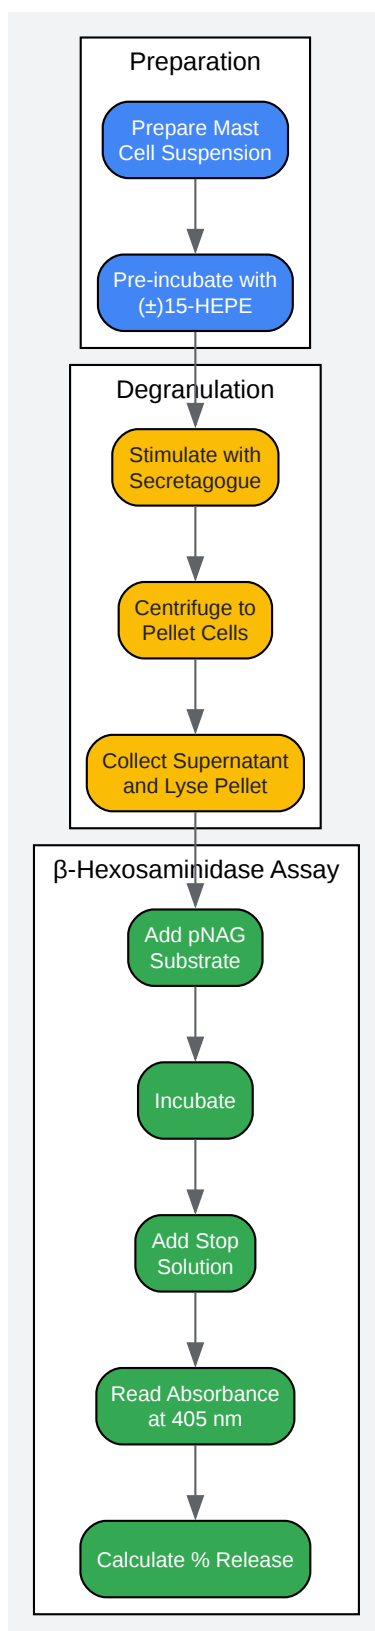 Preparation
Prepare Mast
Cell Suspension
Pre-incubate with
(±)15-HEPE
Degranulation
Stimulate with
Secretagogue
Centrifuge to
Pellet Cells
Collect Supernatant
and Lyse Pellet
β-Hexosaminidase Assay
Add pNAG
Substrate
Incubate
Add Stop
Solution
Read Absorbance
at 405 nm
Calculate % Release